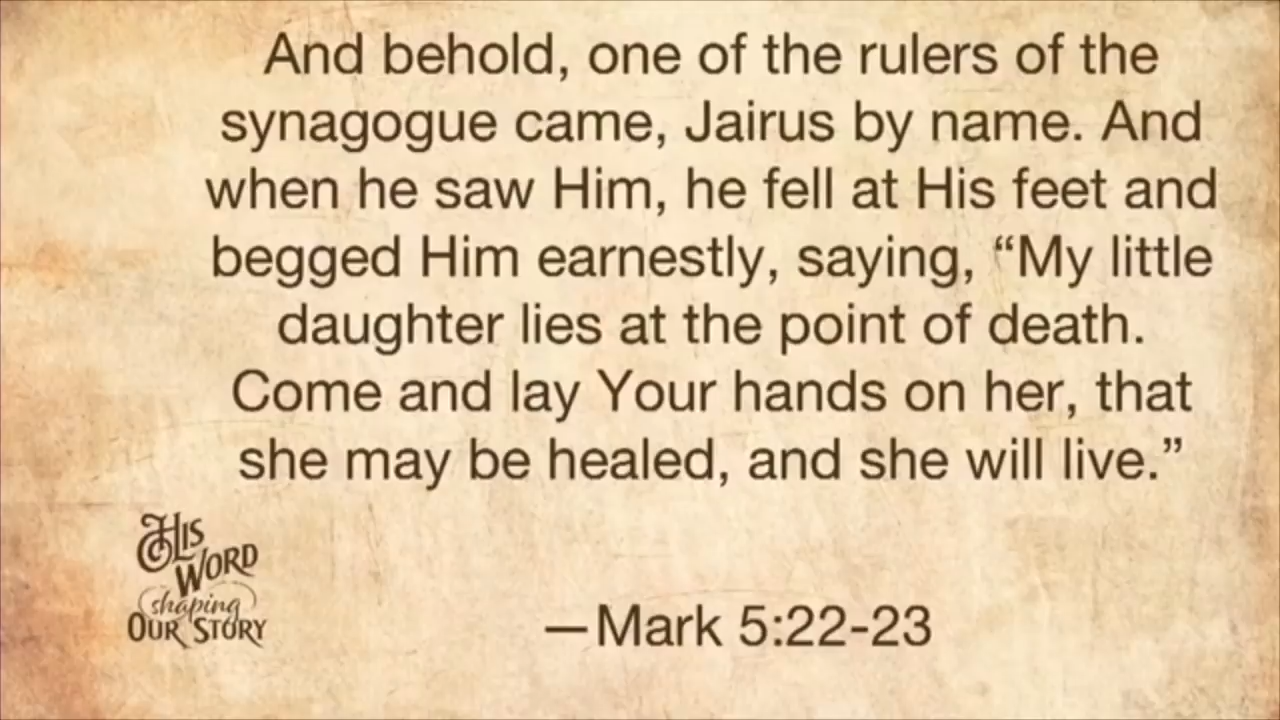 And behold, one of the rulers of the
synagogue came, Jairus by name. And
when he saw Him, he fell at His feet and
begged Him earnestly, saying, “My little
daughter lies at the point of death.
Come and lay Your hands on her, that
she may be healed, and she will live.”
HIS
WORD
shaping
OUR STORY
—Mark 5:22-23